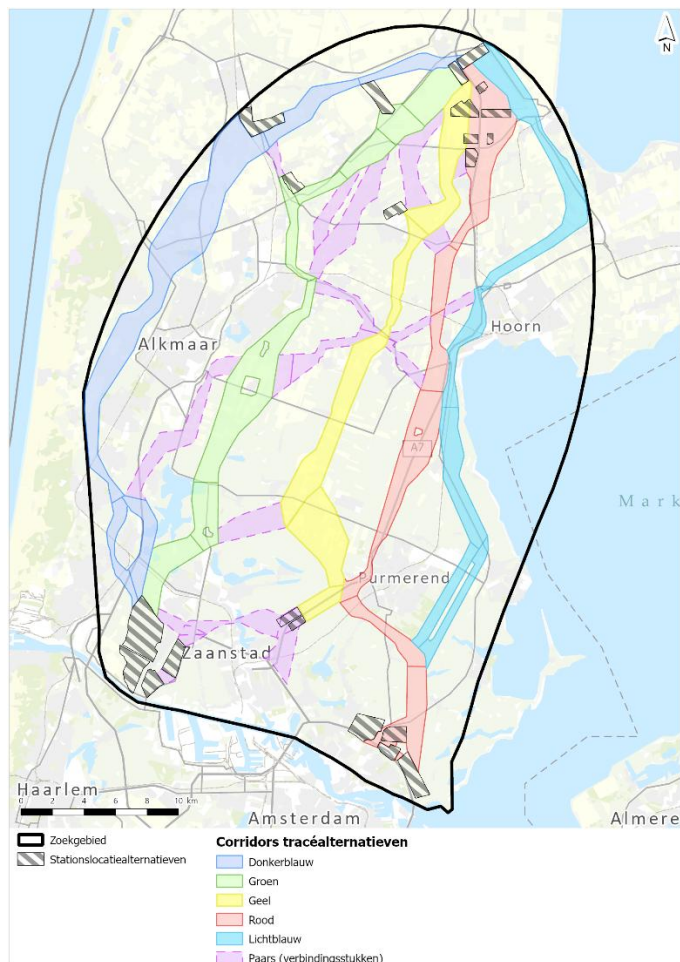 N
Alkmaar
Hoorn
A7
Mark
Purmerend
Zaanstad
Haarlem
0 2 4 6 8 10 km
Amsterdam
Almere
Zoekgebied
Stationslocatiealternatieven
Corridors tracéalternatieven
Donkerblauw
Groen
Geel
Rood
Lichtblauw
Paars (verbindingsstukken)